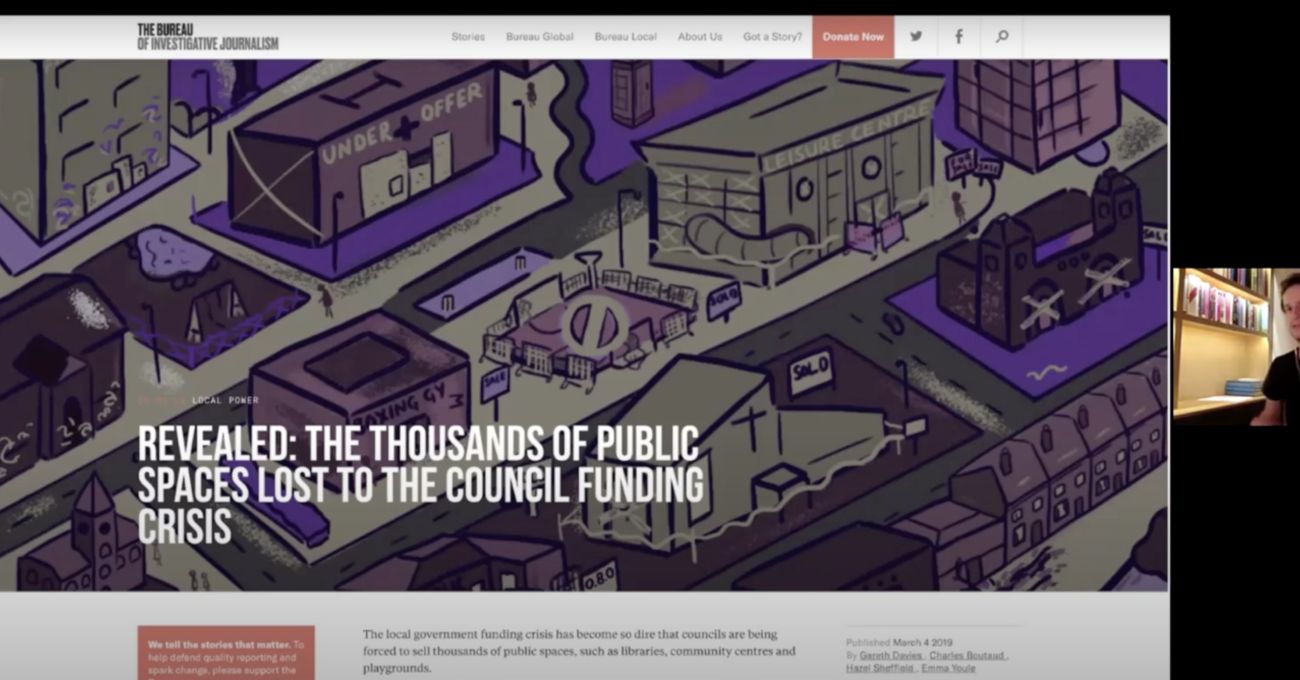 THE BUREAU
OF INVESTIGATIVE JOURNALISM
Stories Bureau Global Bureau Local About Us Got a Story? Donate Now
UNDER OFFER
LEISURE CENTRE
FOR SALE
SOLD
SALE
SOLD
BOXING GYM
LOCAL POWER
REVEALED: THE THOUSANDS OF PUBLIC
SPACES LOST TO THE COUNCIL FUNDING
CRISIS
We tell the stories that matter. To
help defend quality reporting and
spark change, please support the
The local government funding crisis has become so dire that councils are being
forced to sell thousands of public spaces, such as libraries, community centres and
playgrounds.
Published March 4 2019
By Gareth Davies , Charles Boutaud ,
Hazel Sheffield , Emma Youle